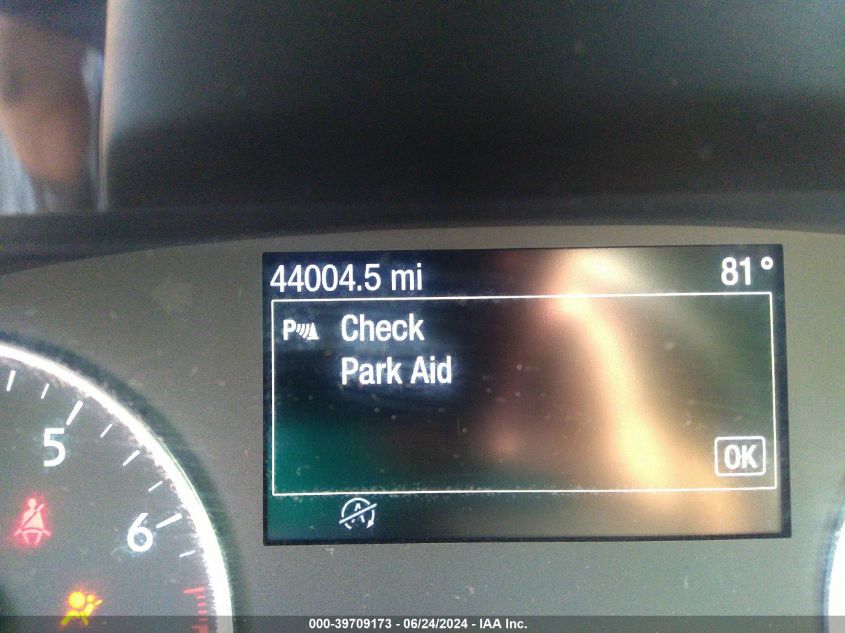 44004.5 mi 81°
P Check
Park Aid
OK
5
6
A
000-39709173 - 06/24/2024 - IAA Inc.